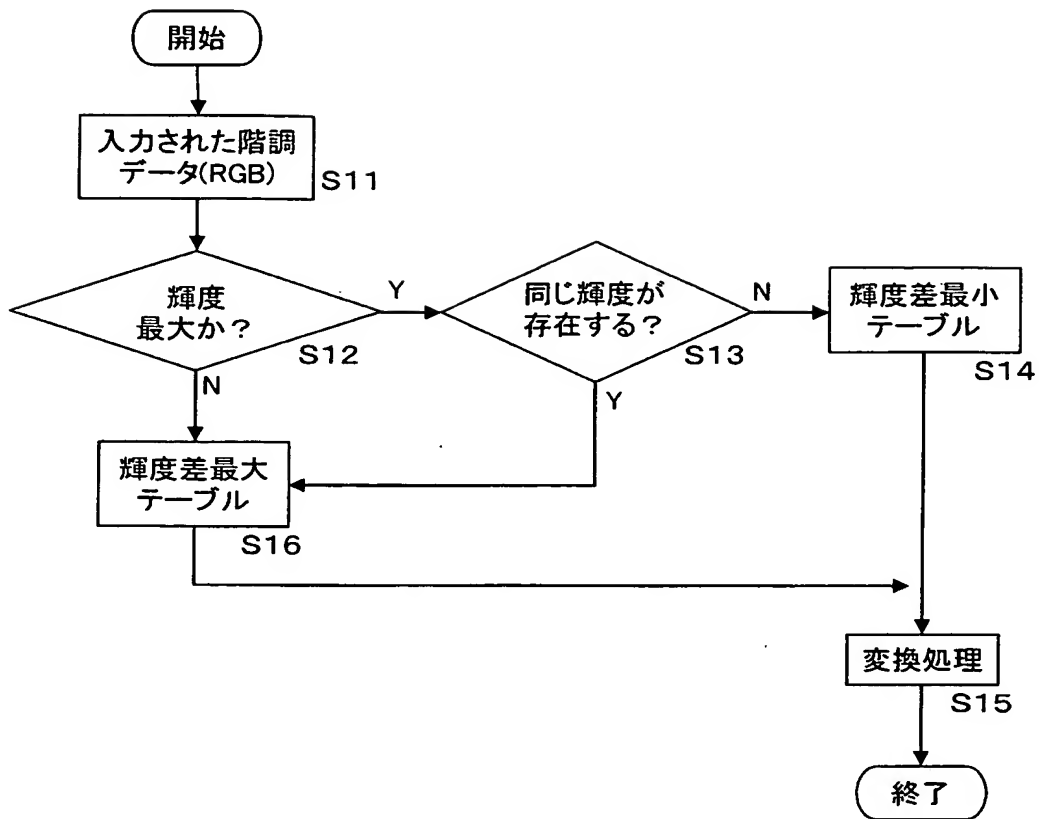 開始
入力された階調
データ(RGB)
S11
輝度
最大か？
S12
Y
N
同じ輝度が
存在する？
S13
N
Y
輝度差最小
テーブル
S14
輝度差最大
テーブル
S16
変換処理
S15
終了